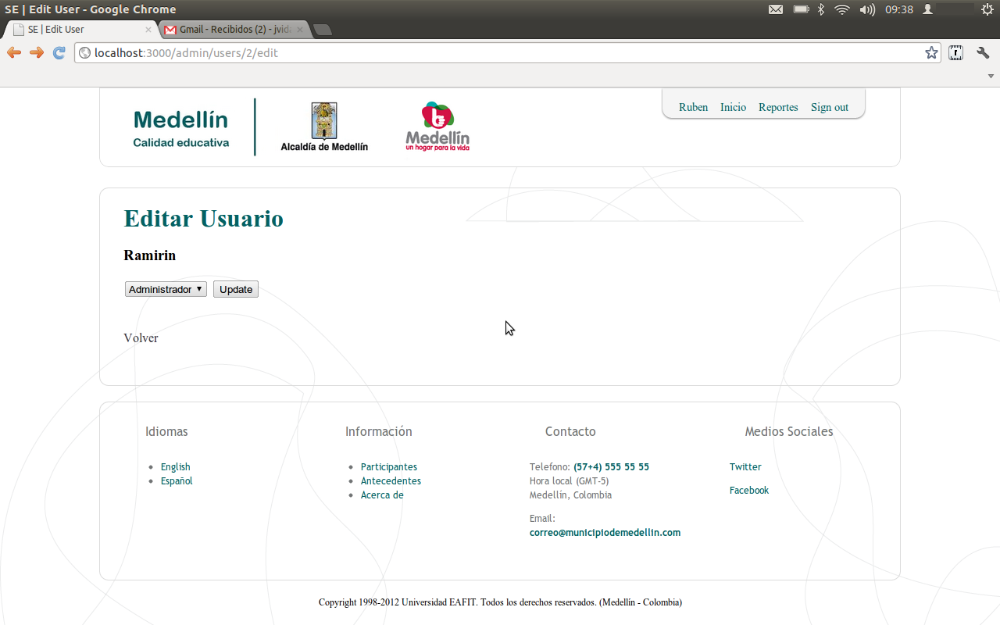 SE | Edit User - Google Chrome
09:38
SE | Edit User
Gmail - Recibidos (2) - jvid
localhost:3000/admin/users/2/edit
Medellín
Calidad educativa
Alcaldía de Medellín
Medellín
un hogar para la vida
Ruben Inicio Reportes Sign out
Editar Usuario
Ramirin
Administrador Update
Volver
Idiomas
English
Español
Información
Participantes
Antecedentes
Acerca de
Contacto
Telefono: (57+4) 555 55 55
Hora local (GMT-5)
Medellín, Colombia
Email:
correo@municipiodemedellin.com
Medios Sociales
Twitter
Facebook
Copyright 1998-2012 Universidad EAFIT. Todos los derechos reservados. (Medellín - Colombia)